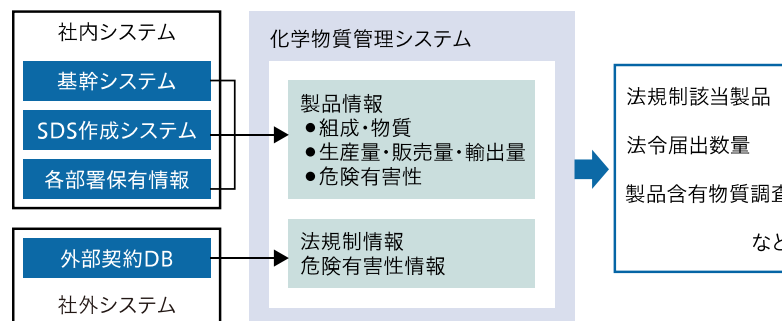 社内システム
基幹システム
SDS作成システム
各部署保有情報
外部契約DB
社外システム
化学物質管理システム
製品情報
●組成・物質
●生産量・販売量・輸出量
●危険有害性
法規制情報
危険有害性情報
法規制該当製品
法令届出数量
製品含有物質調査
など